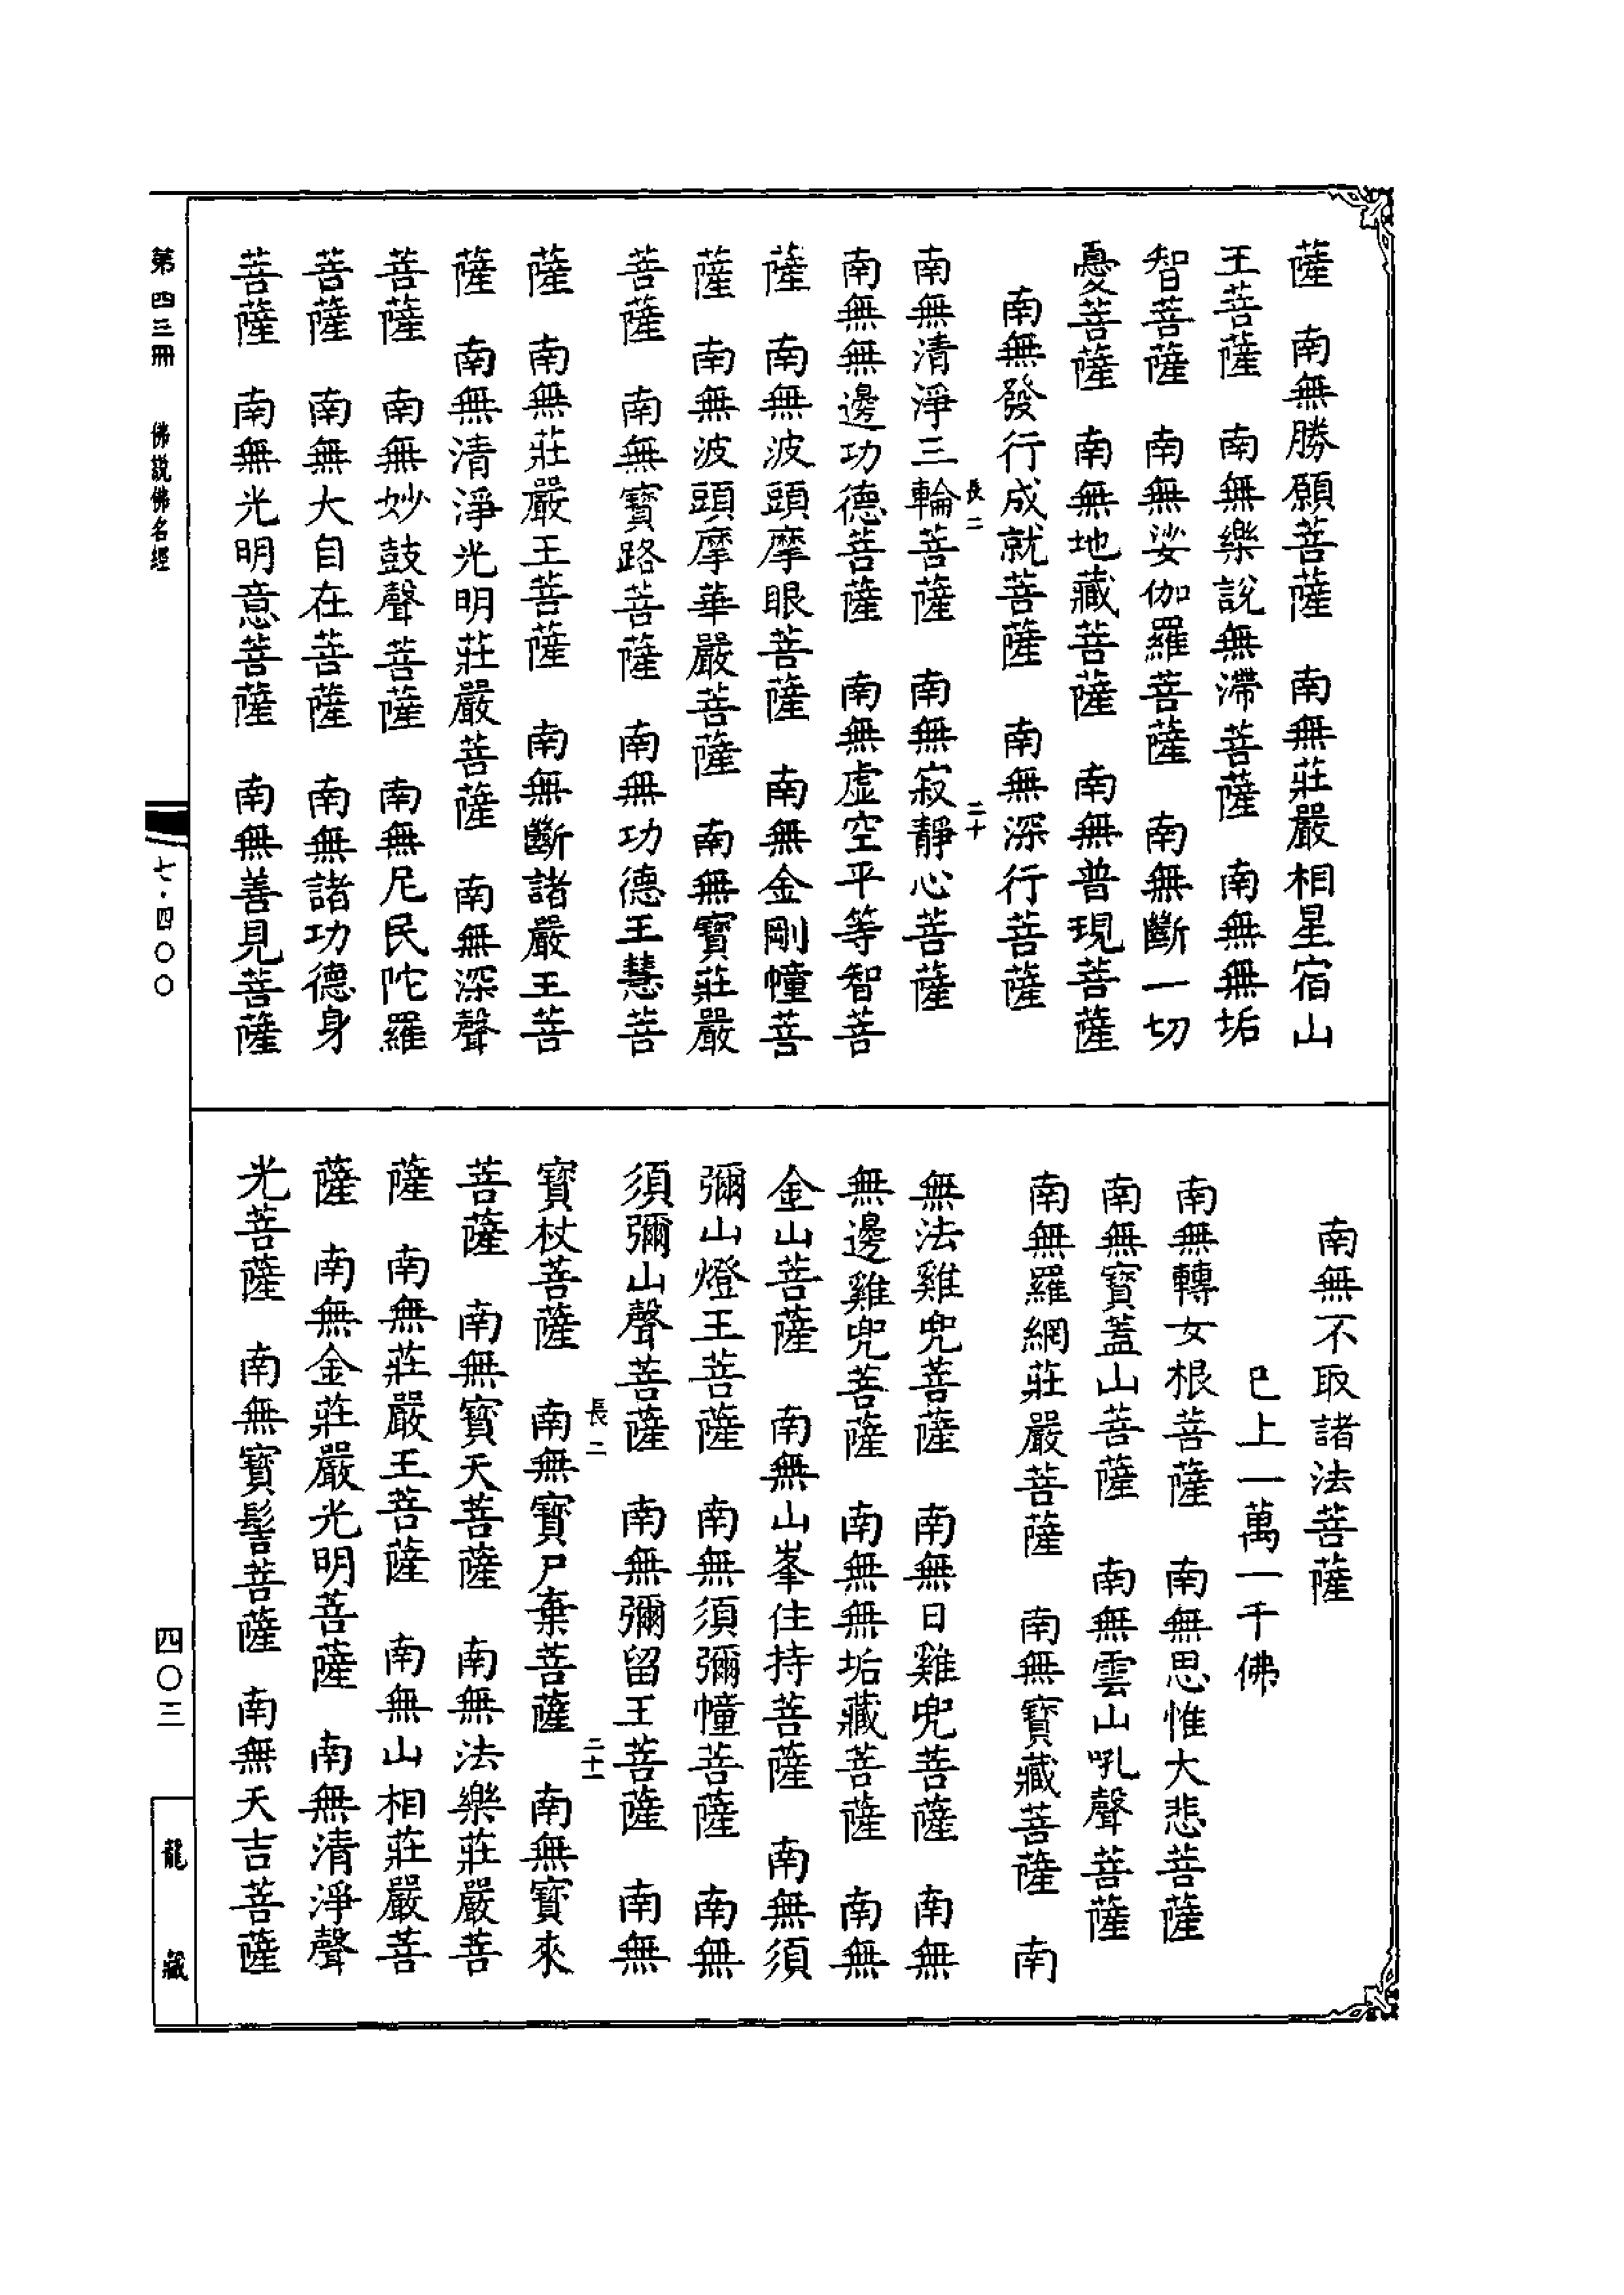 薩　南無勝願菩薩　南無莊嚴相星宿山
王菩薩　南無樂說無滯菩薩　南無無垢
智菩薩　南無娑伽羅菩薩　南無斷一切
憂菩薩　南無地藏菩薩　南無普現菩薩
南無發行成就菩薩　南無深行菩薩
長二　二十
南無清淨三輪菩薩　南無寂靜心菩薩
南無無邊功德菩薩　南無虛空平等智菩
薩　南無波頭摩眼菩薩　南無金剛幢菩
薩　南無波頭摩華嚴菩薩　南無寶莊嚴
菩薩　南無寶路菩薩　南無功德王慧菩
薩　南無莊嚴王菩薩　南無斷諸嚴王菩
薩　南無清淨光明莊嚴菩薩　南無深聲
菩薩　南無妙鼓聲菩薩　南無尼民陀羅
菩薩　南無大自在菩薩　南無諸功德身
菩薩　南無光明意菩薩　南無善見菩薩
南無不取諸法菩薩
巳上一萬一千佛
南無轉女根菩薩　南無思惟大悲菩薩
南無寶蓋山菩薩　南無雲山吼聲菩薩
南無羅網莊嚴菩薩　南無寶藏菩薩　南
無法雞兜菩薩　南無日雞兜菩薩　南無
無邊雞兜菩薩　南無無垢藏菩薩　南無
金山菩薩　南無山峯住持菩薩　南無須
彌山燈王菩薩　南無須彌幢菩薩　南無
須彌山聲菩薩　南無彌留王菩薩　南無
長二　二十一
寶杖菩薩　南無寶尸棄菩薩　南無寶來
菩薩　南無寶天菩薩　南無法樂莊嚴菩
薩　南無莊嚴王菩薩　南無山相莊嚴菩
薩　南無金莊嚴光明菩薩　南無清淨聲
光菩薩　南無寶髻菩薩　南無天吉菩薩
第四三冊　佛說佛名經　七·四〇〇　四〇三　龍藏